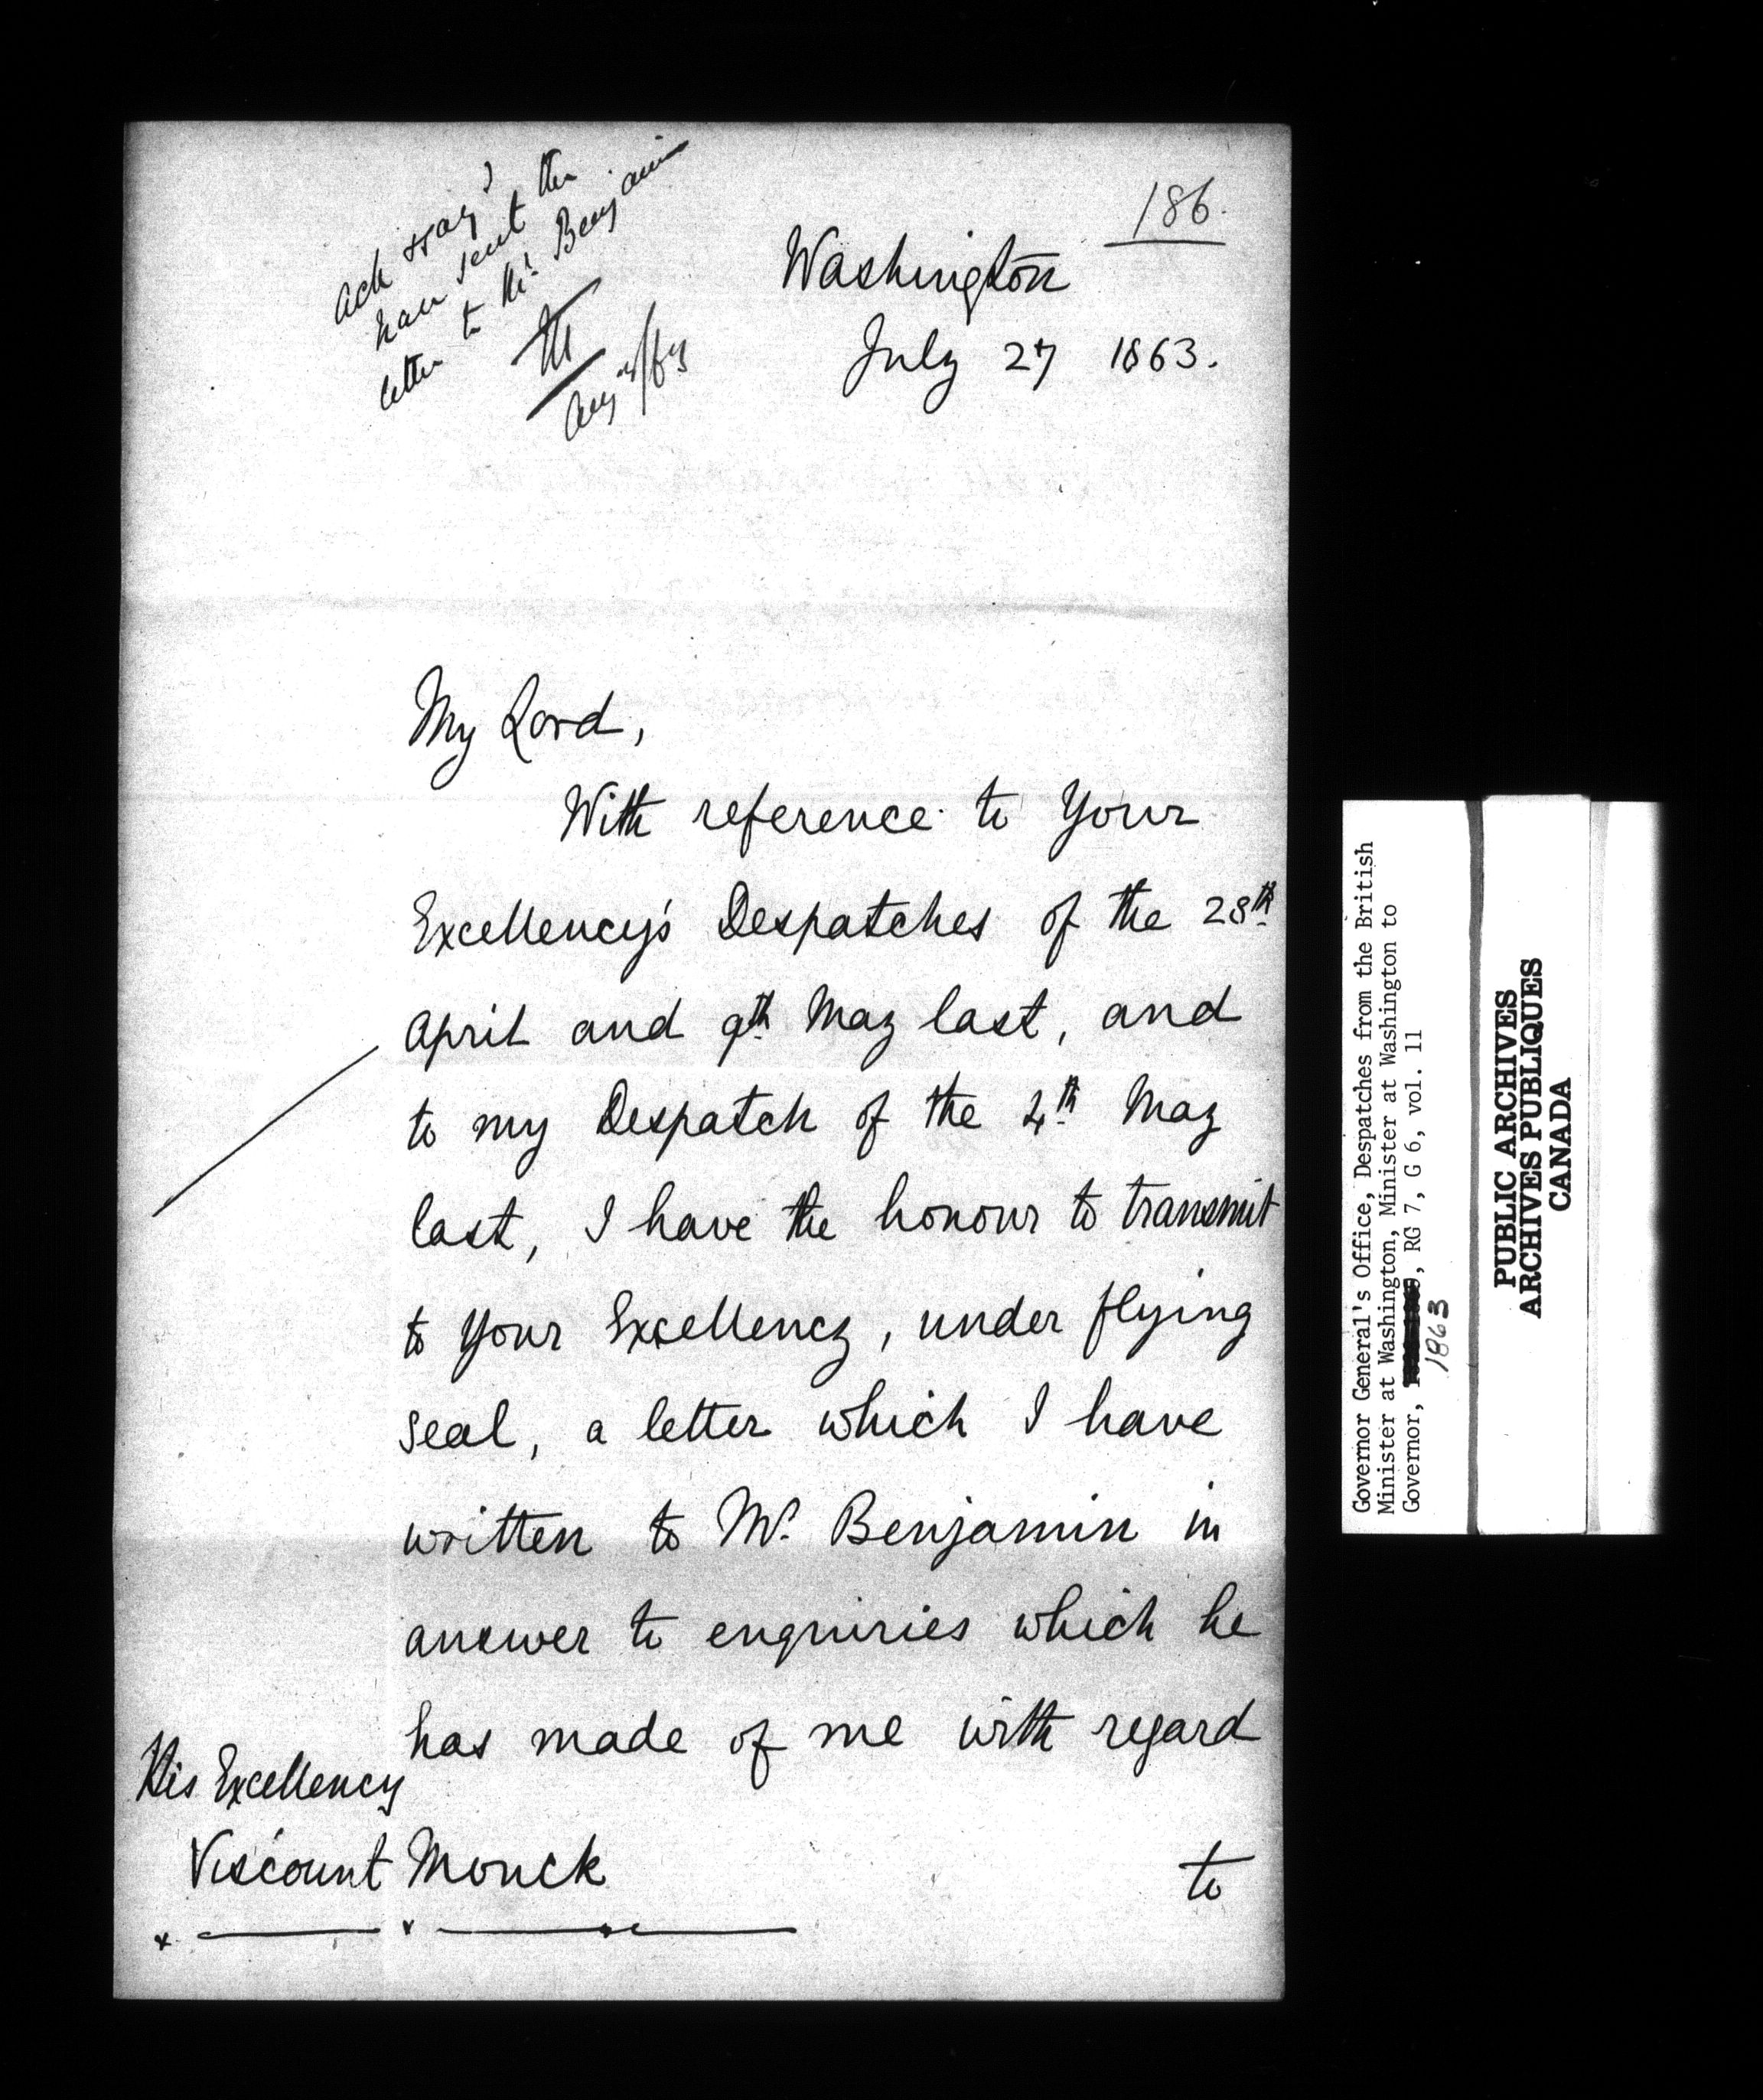 186.
Ack & say I
have sent the
letter to Mr. Benjamin
M
Aug /63
Washington
July 27 1863.
My Lord,
With reference to Your
Excellency's Despatches of the 28th
April and 9th May last, and
to my Despatch of the 4th May
last, I have the honour to transmit
to Your Excellency, under flying
seal, a letter which I have
written to Mr. Benjamin in
answer to enquiries which he
has made of me with regard
to
His Excellency
Viscount Monck
Governor General's Office, Despatches from the British
Minister at Washington, Minister at Washington to
Governor, , RG 7, G 6, vol. 11
1863
PUBLIC ARCHIVES
ARCHIVES PUBLIQUES
CANADA